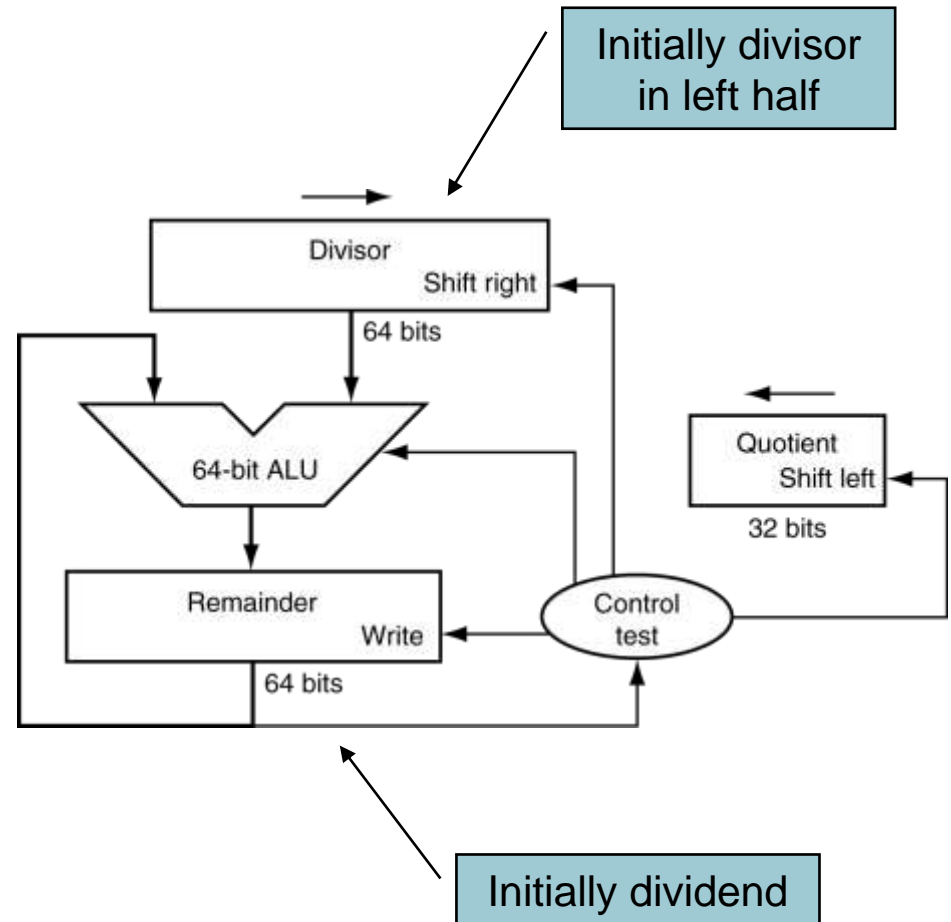 Initially divisor
in left half
Divisor
Shift right
64 bits
64-bit ALU
Quotient
Shift left
32 bits
Remainder
Write
Control
test
64 bits
Initially dividend